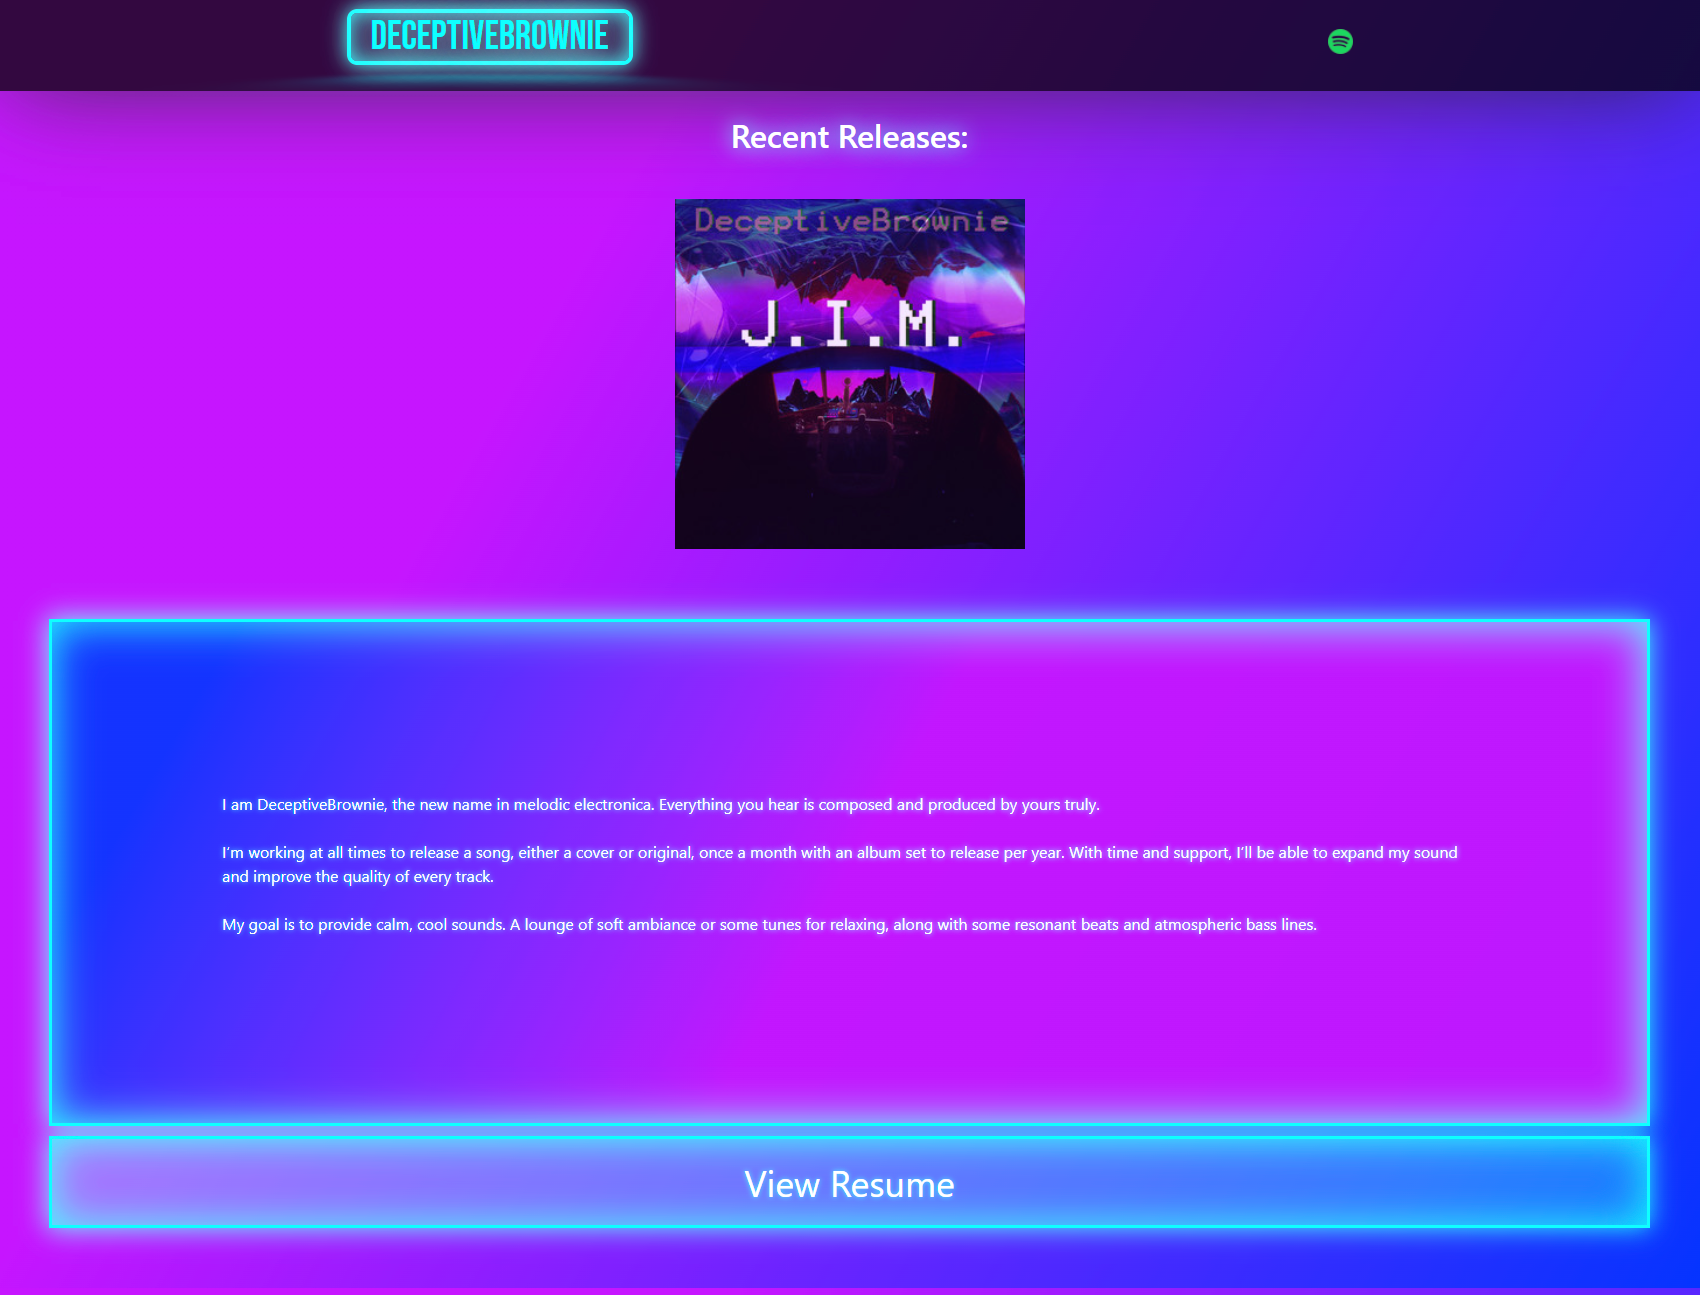 DECEPTIVEBROWNIE
Recent Releases:
DeceptiveBrownie
J.I.M.
I am DeceptiveBrownie, the new name in melodic electronica. Everything you hear is composed and produced by yours truly.
I'm working at all times to release a song, either a cover or original, once a month with an album set to release per year. With time and support, I'll be able to expand my sound
and improve the quality of every track.
My goal is to provide calm, cool sounds. A lounge of soft ambiance or some tunes for relaxing, along with some resonant beats and atmospheric bass lines.
View Resume